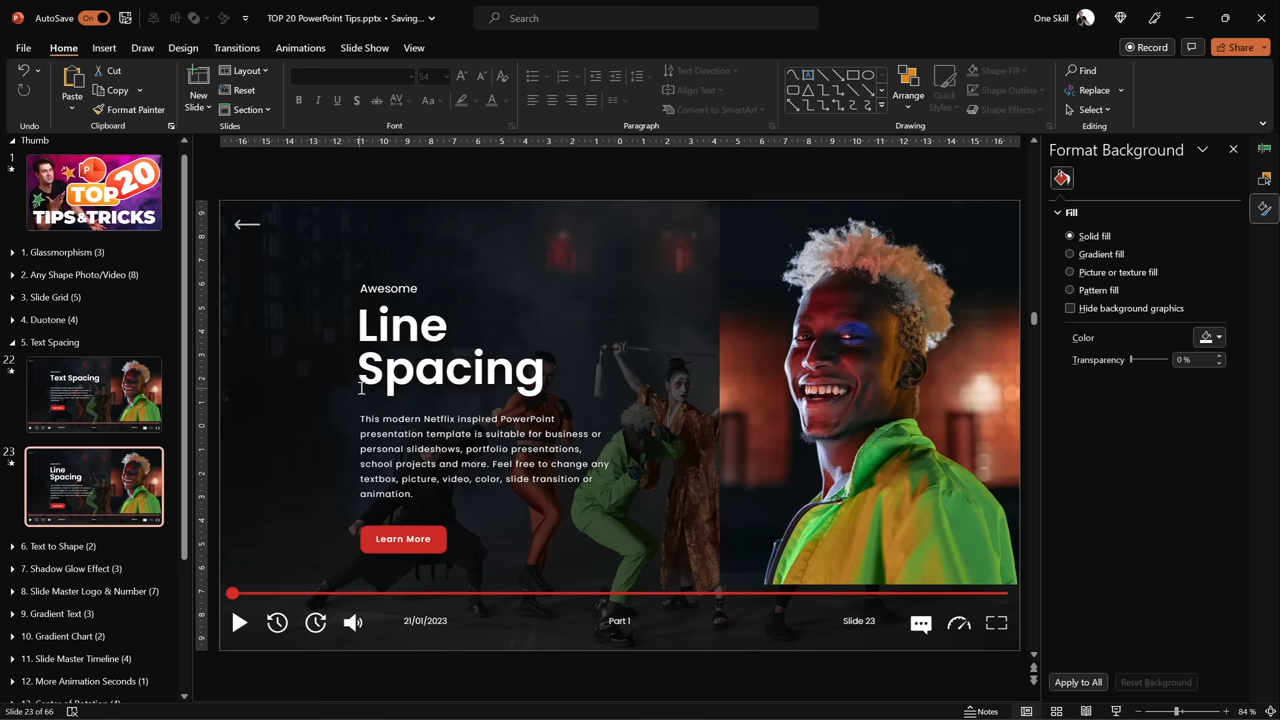 AutoSave On TOP 20 PowerPoint Tips.pptx • Saving... Search One Skill
File Home Insert Draw Design Transitions Animations Slide Show View Record Share
Paste Cut Copy Format Painter
New Slide Layout Reset Section
54
Aa
Text Direction Align Text Convert to SmartArt
Arrange Quick Styles Shape Fill Shape Outline Shape Effects
Find Replace Select
Undo Clipboard Slides Font Paragraph Drawing Editing
Thumb
1
TOP 20
TIPS & TRICKS
1. Glassmorphism (3)
2. Any Shape Photo/Video (8)
3. Slide Grid (5)
4. Duotone (4)
5. Text Spacing
22
Text Spacing
23
Line
Spacing
6. Text to Shape (2)
7. Shadow Glow Effect (3)
8. Slide Master Logo & Number (7)
9. Gradient Text (3)
10. Gradient Chart (2)
11. Slide Master Timeline (4)
12. More Animation Seconds (1)
Awesome
Line
Spacing
This modern Netflix inspired PowerPoint
presentation template is suitable for business or
personal slideshows, portfolio presentations,
school projects and more. Feel free to change any
textbox, picture, video, color, slide transition or
animation.
Learn More
21/01/2023 Part 1 Slide 23
Format Background
Fill
Solid fill
Gradient fill
Picture or texture fill
Pattern fill
Hide background graphics
Color
Transparency 0 %
Apply to All Reset Background
Slide 23 of 66 Notes 84 %